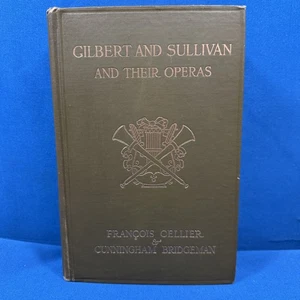 GILBERT AND SULLIVAN
AND THEIR OPERAS
FRANÇOIS CELLIER
&
CUNNINGHAM BRIDGEMAN